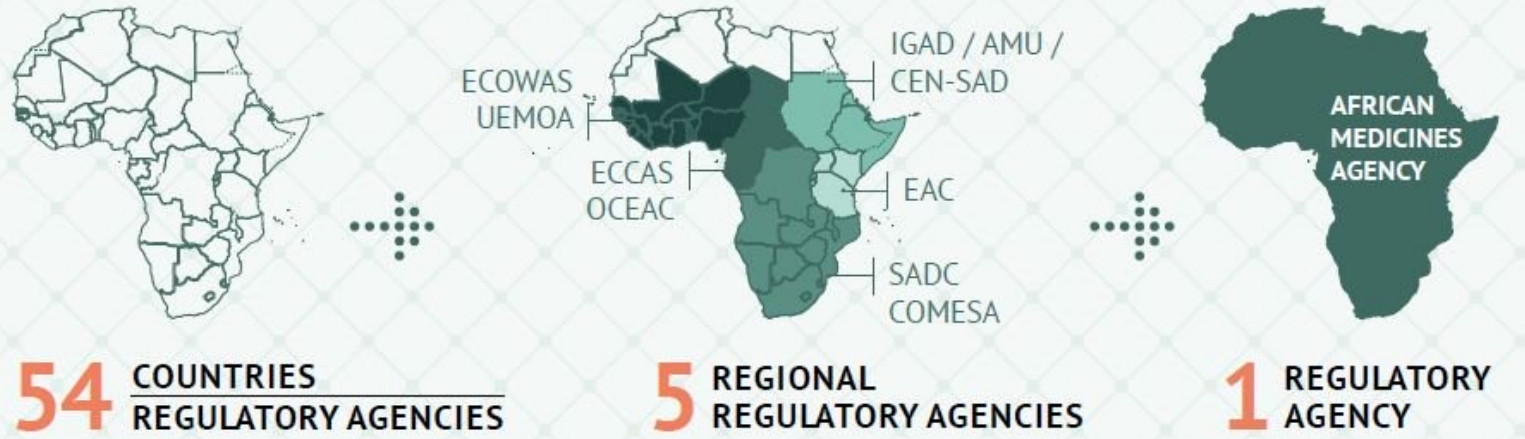 ECOWAS
UEMOA
ECCAS
OCEAC
IGAD / AMU /
CEN-SAD
EAC
SADC
COMESA
AFRICAN
MEDICINES
AGENCY
54 COUNTRIES
REGULATORY AGENCIES
5 REGIONAL
REGULATORY AGENCIES
1 REGULATORY
AGENCY